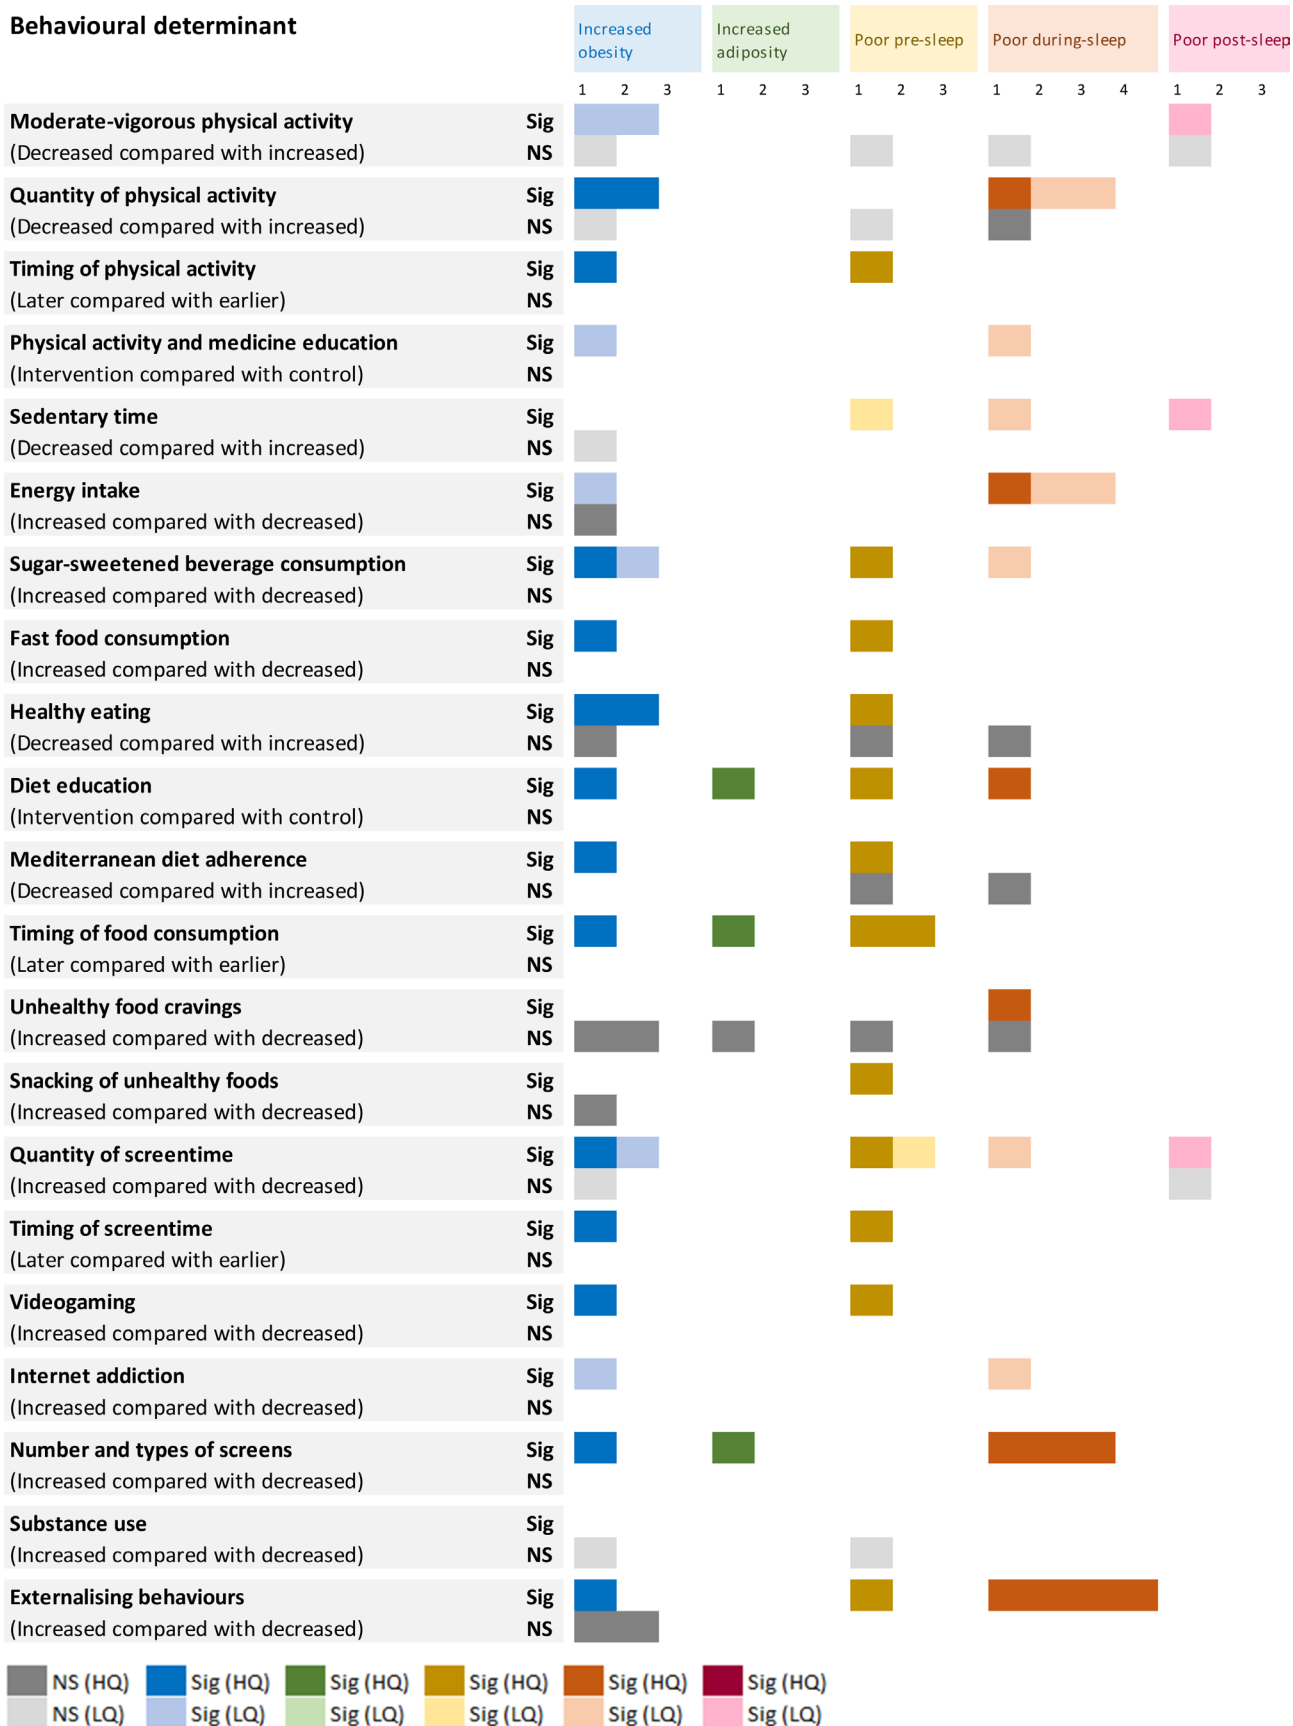 Behavioural determinant
Increased obesity
Increased adiposity
Poor pre-sleep
Poor during-sleep
Poor post-sleep
1 2 3 1 2 3 1 2 3 1 2 3 4 1 2 3
Moderate-vigorous physical activity Sig
(Decreased compared with increased) NS
Quantity of physical activity Sig
(Decreased compared with increased) NS
Timing of physical activity Sig
(Later compared with earlier) NS
Physical activity and medicine education Sig
(Intervention compared with control) NS
Sedentary time Sig
(Decreased compared with increased) NS
Energy intake Sig
(Increased compared with decreased) NS
Sugar-sweetened beverage consumption Sig
(Increased compared with decreased) NS
Fast food consumption Sig
(Increased compared with decreased) NS
Healthy eating Sig
(Decreased compared with increased) NS
Diet education Sig
(Intervention compared with control) NS
Mediterranean diet adherence Sig
(Decreased compared with increased) NS
Timing of food consumption Sig
(Later compared with earlier) NS
Unhealthy food cravings Sig
(Increased compared with decreased) NS
Snacking of unhealthy foods Sig
(Increased compared with decreased) NS
Quantity of screentime Sig
(Increased compared with decreased) NS
Timing of screentime Sig
(Later compared with earlier) NS
Videogaming Sig
(Increased compared with decreased) NS
Internet addiction Sig
(Increased compared with decreased) NS
Number and types of screens Sig
(Increased compared with decreased) NS
Substance use Sig
(Increased compared with decreased) NS
Externalising behaviours Sig
(Increased compared with decreased) NS
NS (HQ) Sig (HQ) Sig (HQ) Sig (HQ) Sig (HQ) Sig (HQ)
NS (LQ) Sig (LQ) Sig (LQ) Sig (LQ) Sig (LQ) Sig (LQ)